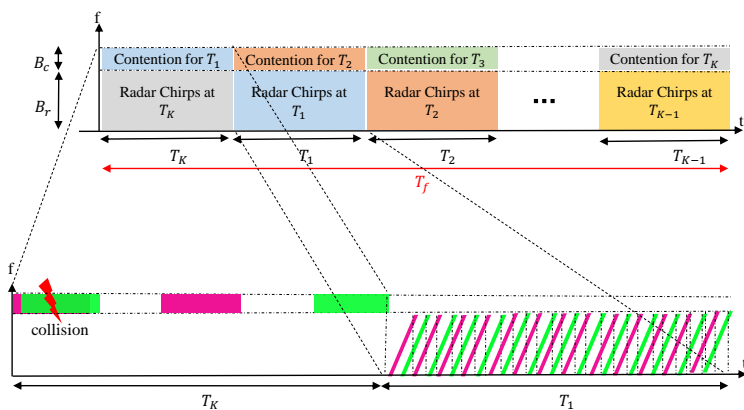 f
B_c
Contention for T_1
Contention for T_2
Contention for T_3
Contention for T_K
B_r
Radar Chirps at T_K
Radar Chirps at T_1
Radar Chirps at T_2
...
Radar Chirps at T_{K-1}
t
T_K
T_1
T_2
T_{K-1}
T_f
f
collision
t
T_K
T_1